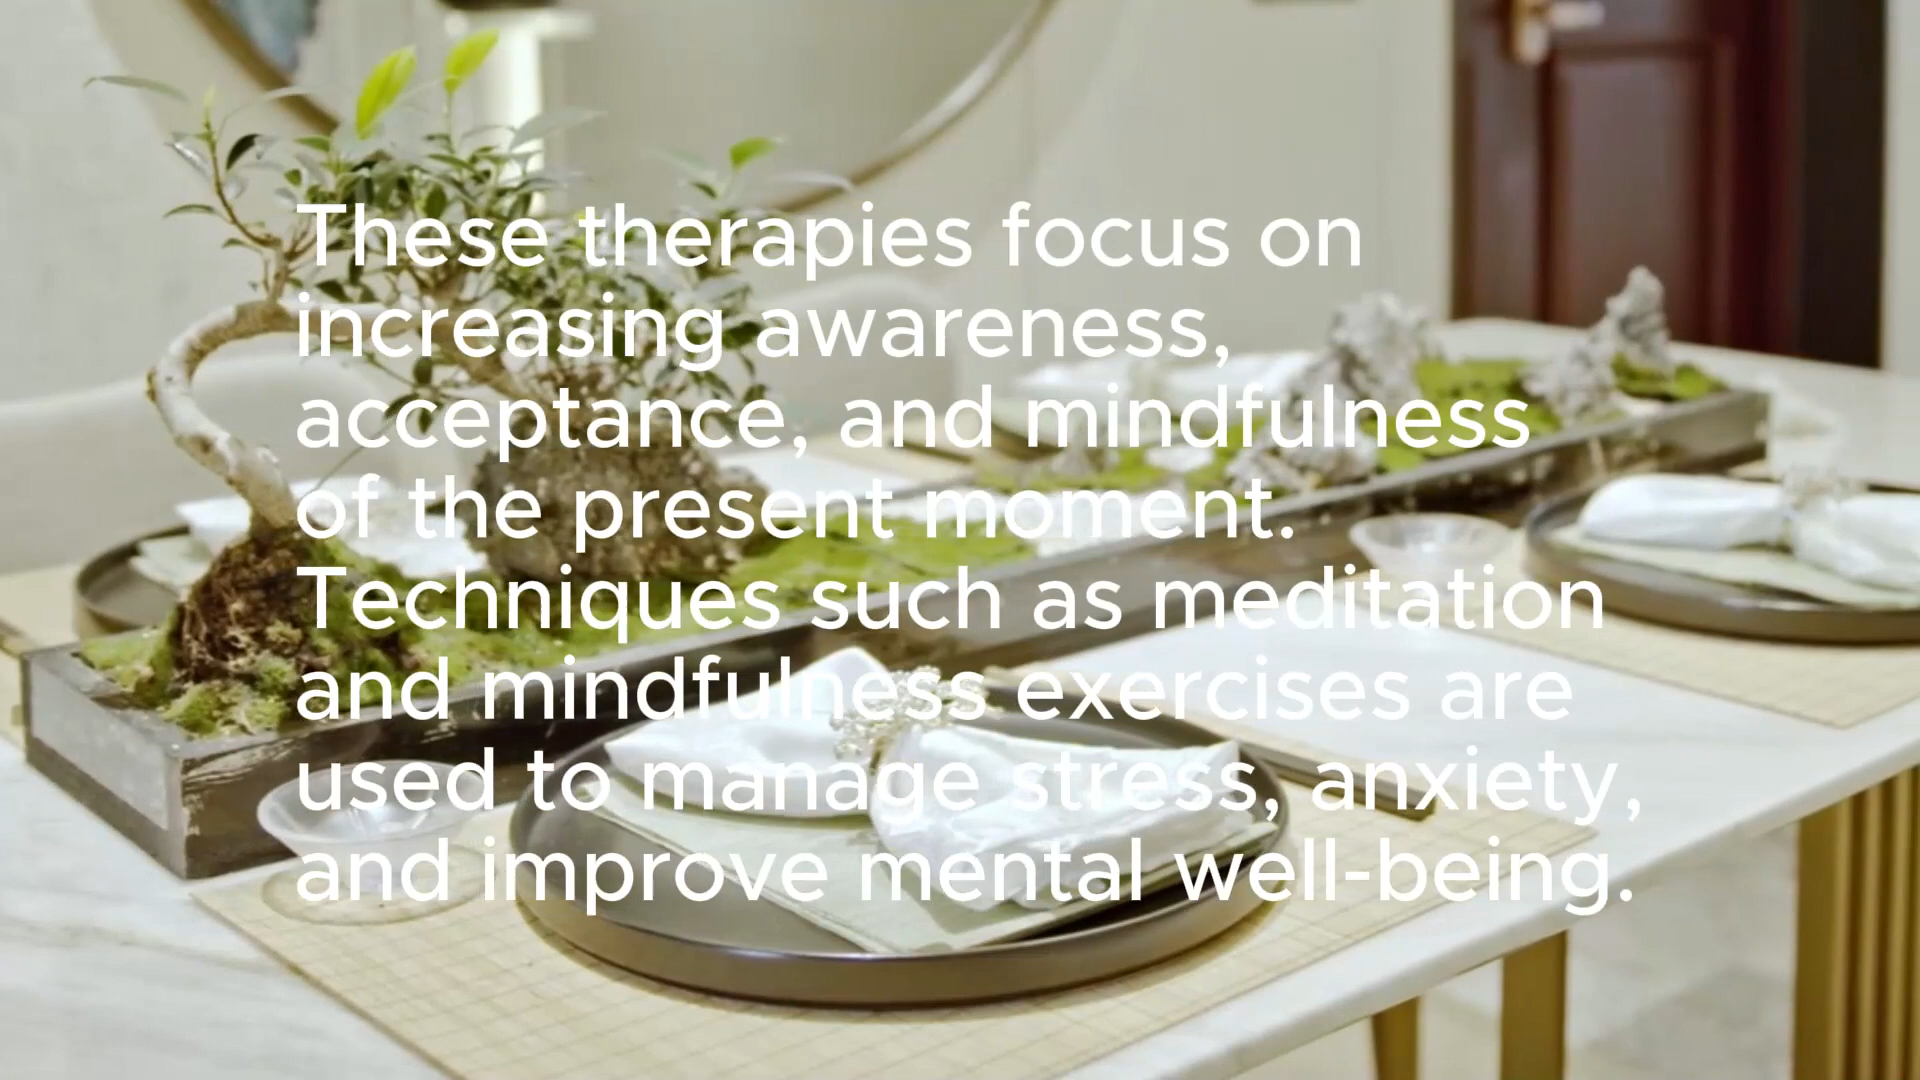 These therapies focus on
increasing awareness,
acceptance, and mindfulness
of the present moment.
Techniques such as meditation
and mindfulness exercises are
used to manage stress, anxiety,
and improve mental well-being.